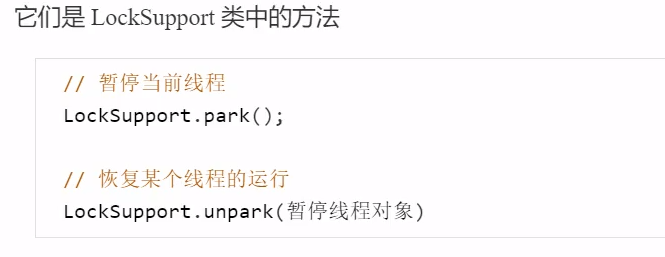 它们是 LockSupport 类中的方法
// 暂停当前线程
LockSupport.park();
// 恢复某个线程的运行
LockSupport.unpark(暂停线程对象)